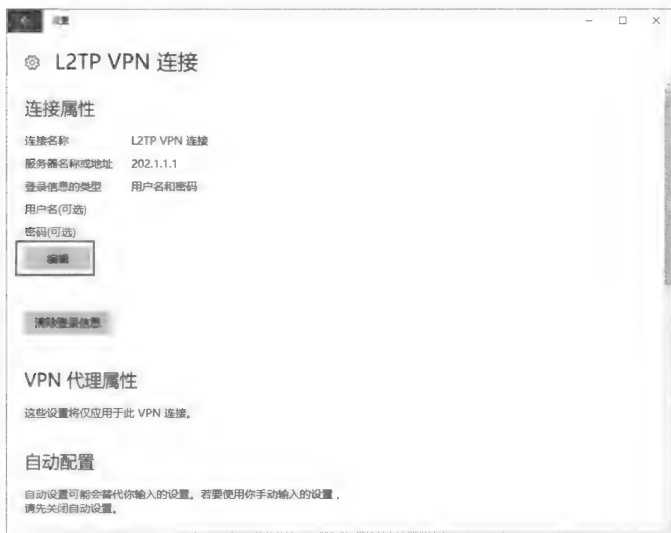 设置
L2TP VPN 连接
连接属性
连接名称 L2TP VPN 连接
服务器名称或地址 202.1.1.1
登录信息的类型 用户名和密码
用户名(可选)
密码(可选)
编辑
清除登录信息
VPN 代理属性
这些设置将仅应用于此 VPN 连接。
自动配置
自动设置可能会替代你输入的设置。若要使用你手动输入的设置，
请先关闭自动设置。